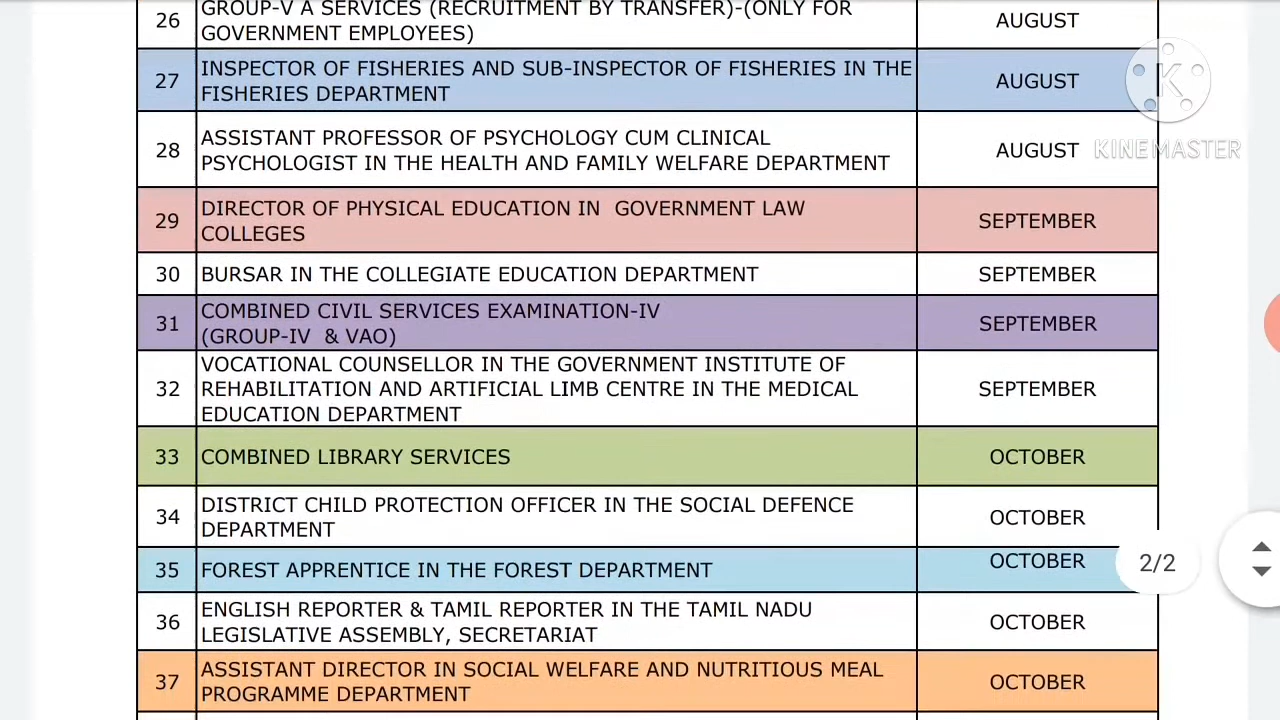 26 GROUP-V A SERVICES (RECRUITMENT BY TRANSFER)-(ONLY FOR AUGUST
GOVERNMENT EMPLOYEES)
27 INSPECTOR OF FISHERIES AND SUB-INSPECTOR OF FISHERIES IN THE AUGUST
FISHERIES DEPARTMENT
K
28 ASSISTANT PROFESSOR OF PSYCHOLOGY CUM CLINICAL AUGUST
PSYCHOLOGIST IN THE HEALTH AND FAMILY WELFARE DEPARTMENT
KINEMASTER
29 DIRECTOR OF PHYSICAL EDUCATION IN GOVERNMENT LAW SEPTEMBER
COLLEGES
30 BURSAR IN THE COLLEGIATE EDUCATION DEPARTMENT SEPTEMBER
31 COMBINED CIVIL SERVICES EXAMINATION-IV SEPTEMBER
(GROUP-IV & VAO)
32 VOCATIONAL COUNSELLOR IN THE GOVERNMENT INSTITUTE OF SEPTEMBER
REHABILITATION AND ARTIFICIAL LIMB CENTRE IN THE MEDICAL
EDUCATION DEPARTMENT
33 COMBINED LIBRARY SERVICES OCTOBER
34 DISTRICT CHILD PROTECTION OFFICER IN THE SOCIAL DEFENCE OCTOBER
DEPARTMENT
35 FOREST APPRENTICE IN THE FOREST DEPARTMENT OCTOBER
2/2
36 ENGLISH REPORTER & TAMIL REPORTER IN THE TAMIL NADU OCTOBER
LEGISLATIVE ASSEMBLY, SECRETARIAT
37 ASSISTANT DIRECTOR IN SOCIAL WELFARE AND NUTRITIOUS MEAL OCTOBER
PROGRAMME DEPARTMENT